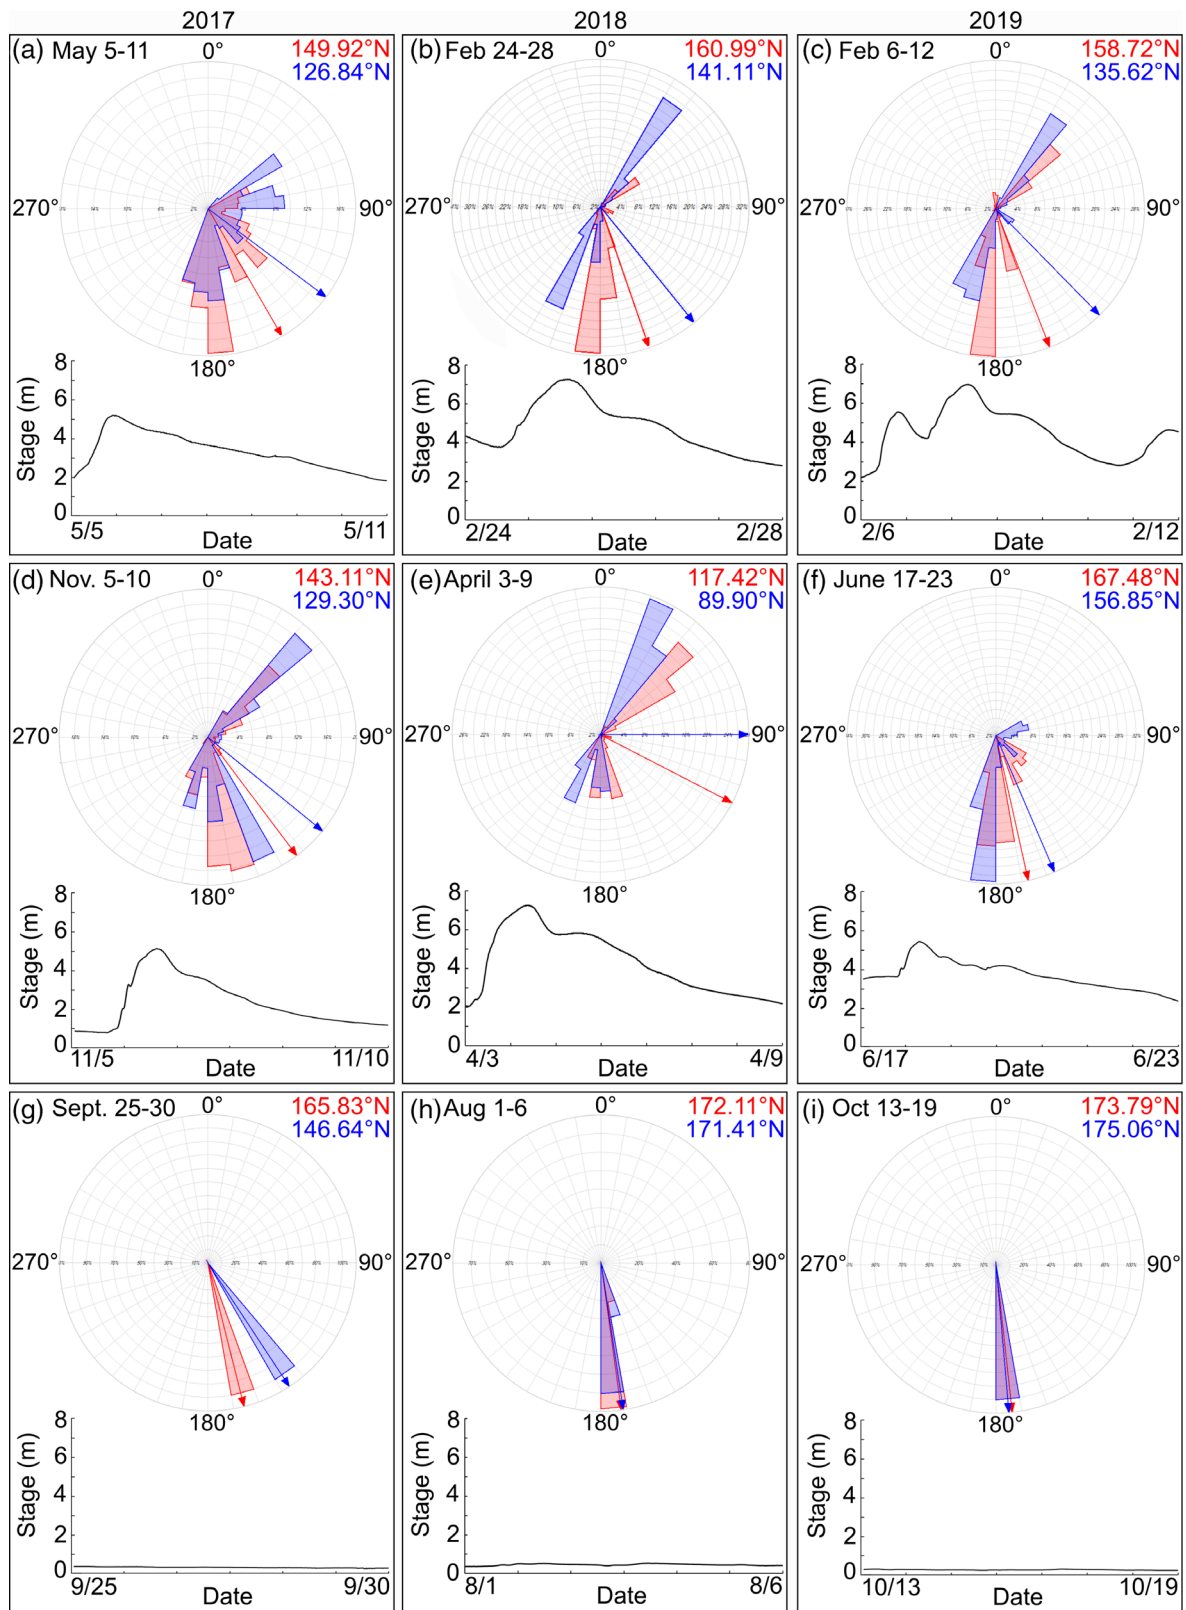 2017
2018
2019
(a) May 5-11
0°
149.92°N
126.84°N
270°
90°
180°
Stage (m)
8
6
4
2
0
5/5
5/11
Date
(b) Feb 24-28
0°
160.99°N
141.11°N
270°
90°
180°
Stage (m)
8
6
4
2
0
2/24
2/28
Date
(c) Feb 6-12
0°
158.72°N
135.62°N
270°
90°
180°
Stage (m)
8
6
4
2
0
2/6
2/12
Date
(d) Nov. 5-10
0°
143.11°N
129.30°N
270°
90°
180°
Stage (m)
8
6
4
2
0
11/5
11/10
Date
(e) April 3-9
0°
117.42°N
89.90°N
270°
90°
180°
Stage (m)
8
6
4
2
0
4/3
4/9
Date
(f) June 17-23
0°
167.48°N
156.85°N
270°
90°
180°
Stage (m)
8
6
4
2
0
6/17
6/23
Date
(g) Sept. 25-30
0°
165.83°N
146.64°N
270°
90°
180°
Stage (m)
8
6
4
2
0
9/25
9/30
Date
(h) Aug 1-6
0°
172.11°N
171.41°N
270°
90°
180°
Stage (m)
8
6
4
2
0
8/1
8/6
Date
(i) Oct 13-19
0°
173.79°N
175.06°N
270°
90°
180°
Stage (m)
8
6
4
2
0
10/13
10/19
Date